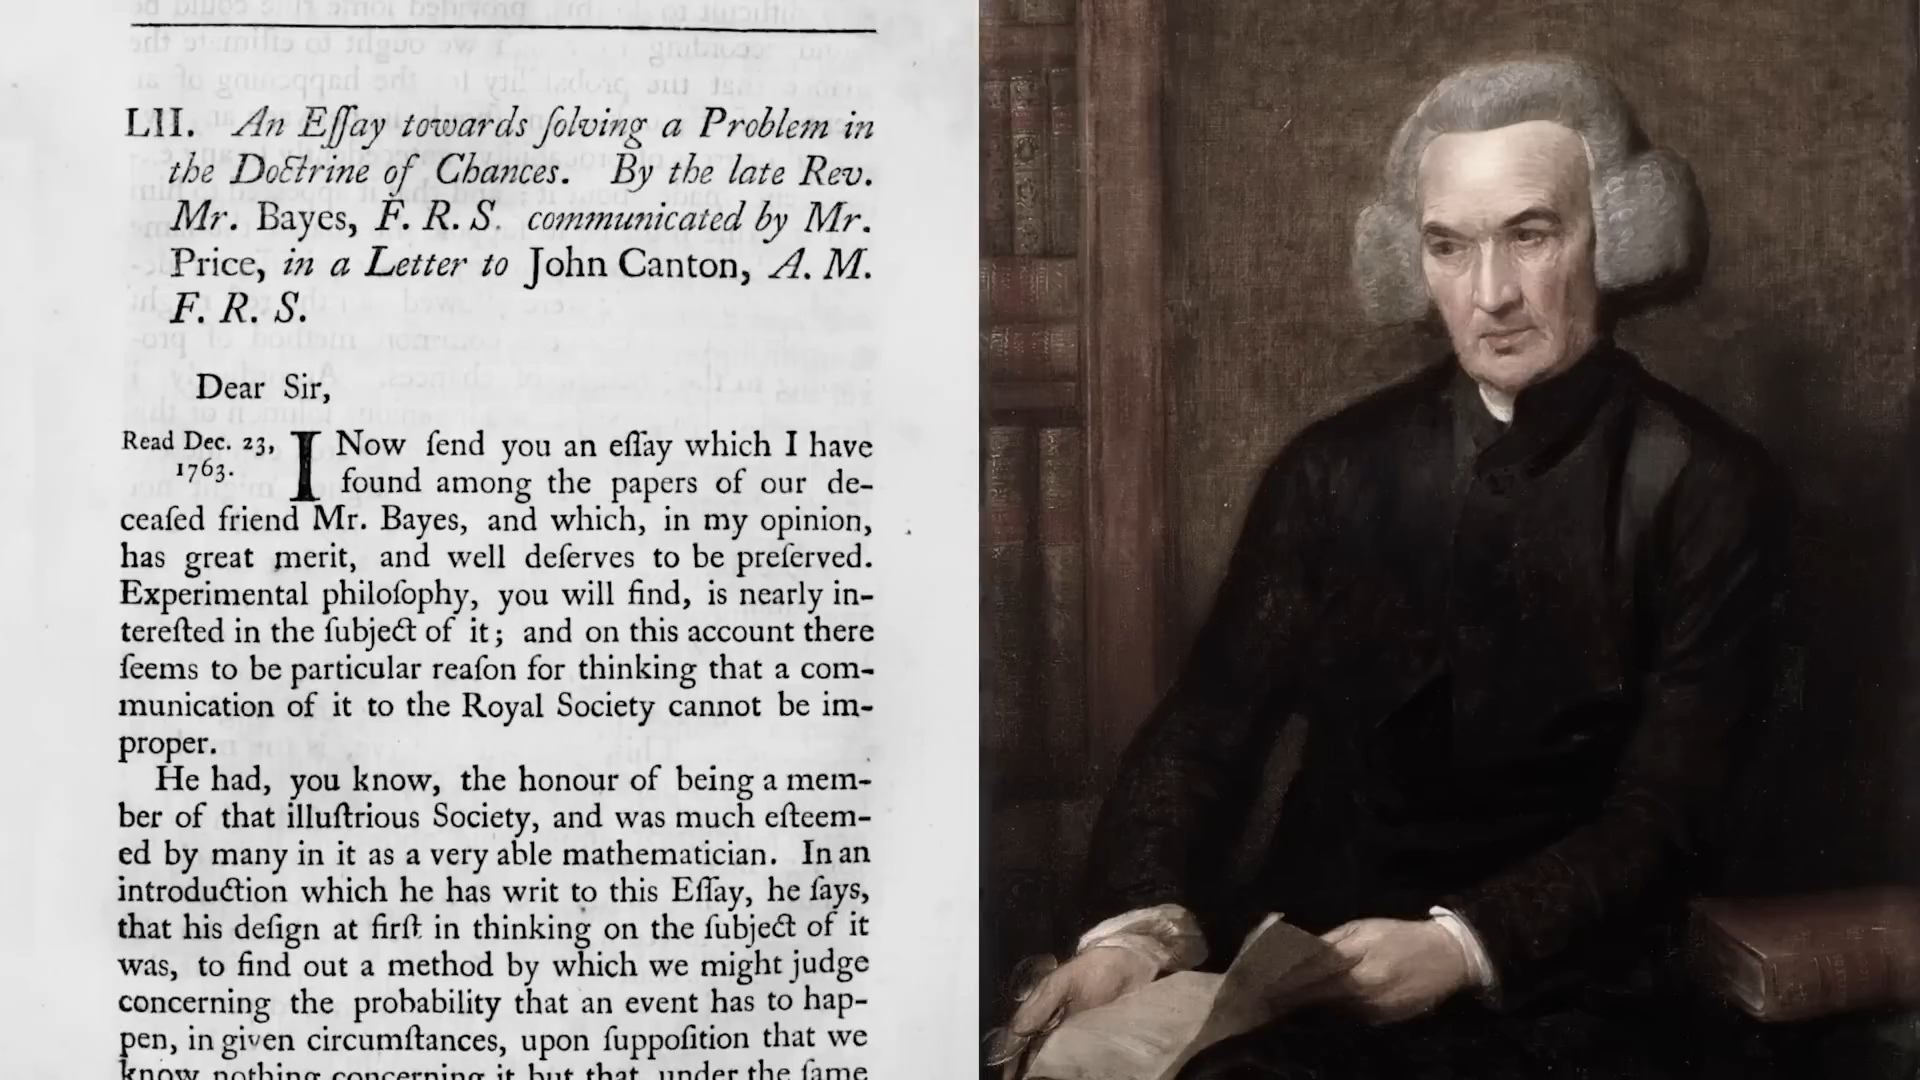 LII. An Eſſay towards ſolving a Problem in
the Doctrine of Chances. By the late Rev.
Mr. Bayes, F. R. S. communicated by Mr.
Price, in a Letter to John Canton, A. M.
F. R. S.
Dear Sir,
Read Dec. 23,
1763.
I Now ſend you an eſſay which I have
found among the papers of our de-
ceaſed friend Mr. Bayes, and which, in my opinion,
has great merit, and well deſerves to be preſerved.
Experimental philoſophy, you will find, is nearly in-
tereſted in the ſubject of it; and on this account there
ſeems to be particular reaſon for thinking that a com-
munication of it to the Royal Society cannot be im-
proper.
He had, you know, the honour of being a mem-
ber of that illuſtrious Society, and was much eſteem-
ed by many in it as a very able mathematician. In an
introduction which he has writ to this Eſſay, he ſays,
that his deſign at firſt in thinking on the ſubject of it
was, to find out a method by which we might judge
concerning the probability that an event has to hap-
pen, in given circumſtances, upon ſuppoſition that we
know nothing concerning it but that, under the ſame